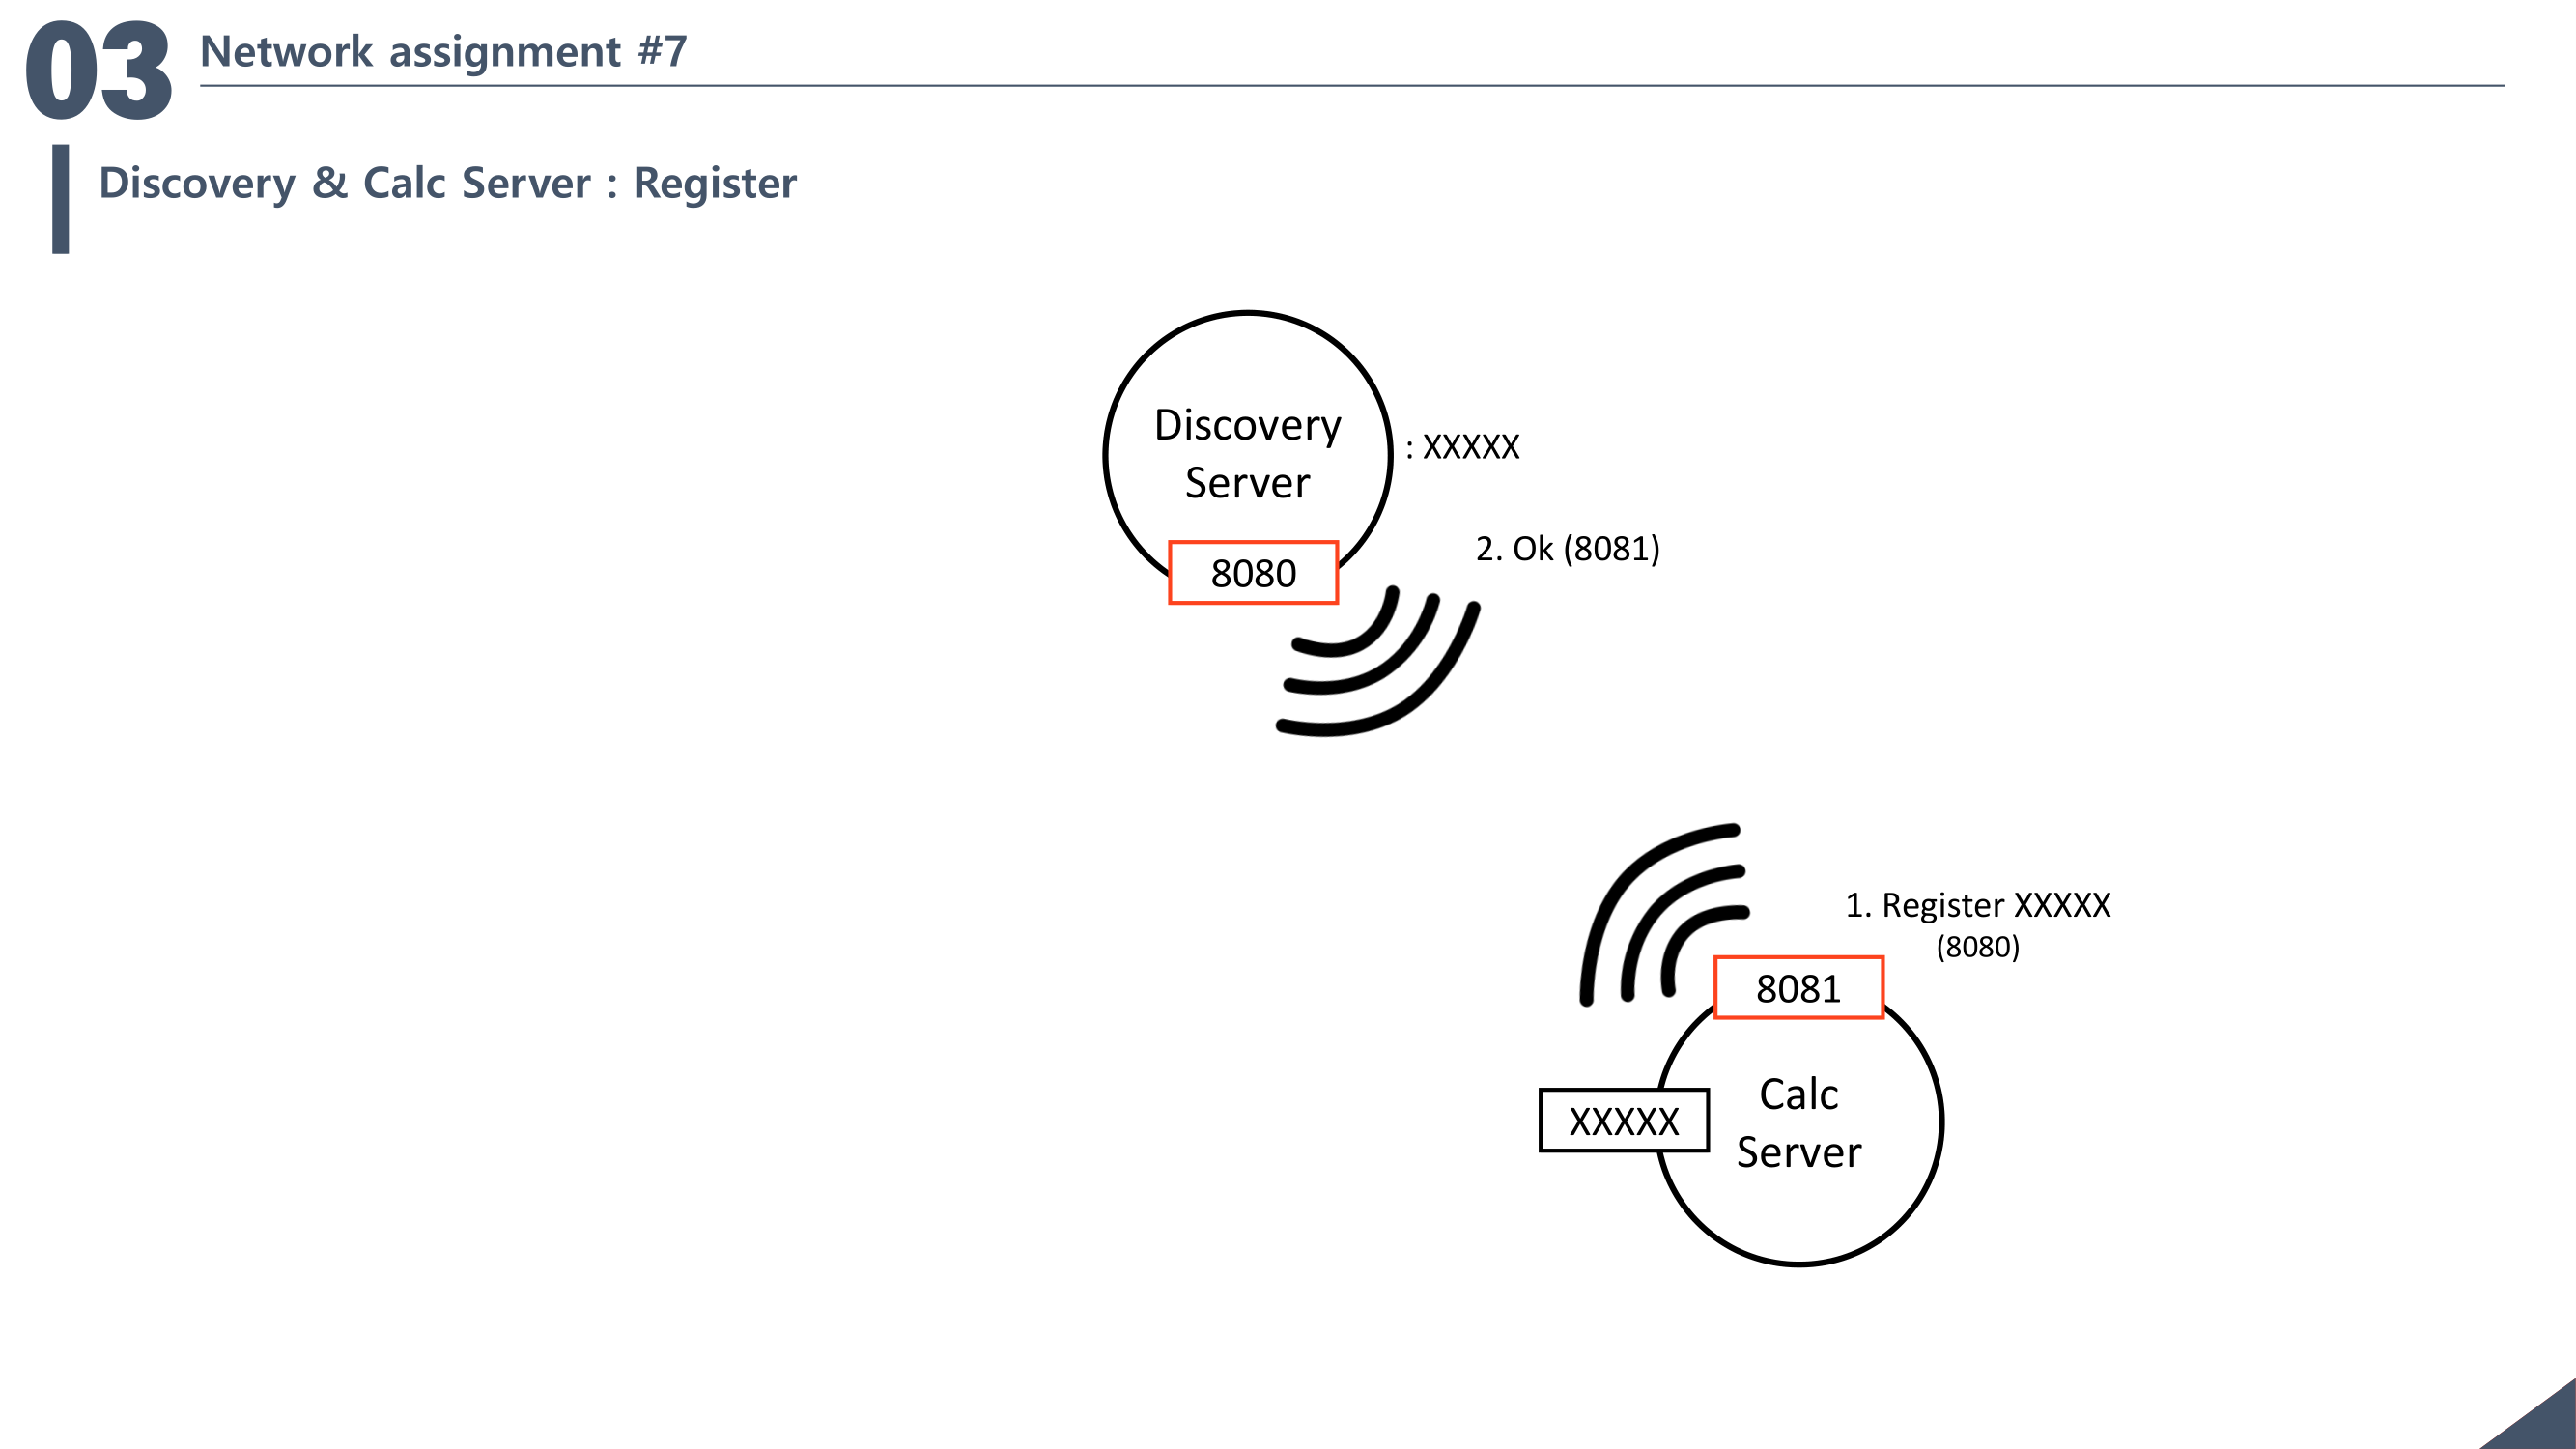 03
Network assignment #7
Discovery & Calc Server : Register
Discovery
Server
: XXXXX
8080
2. Ok (8081)
1. Register XXXXX
(8080)
8081
XXXXX
Calc
Server